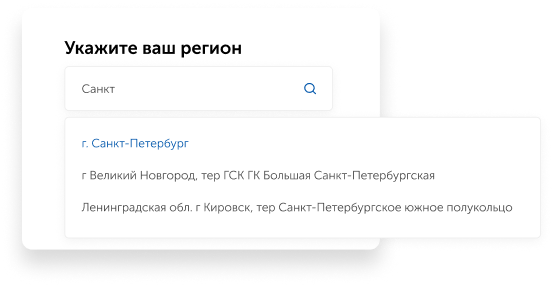 Укажите ваш регион
Санкт
г. Санкт-Петербург
г Великий Новгород, тер ГСК ГК Большая Санкт-Петербургская
Ленинградская обл. г Кировск, тер Санкт-Петербургское южное полукольцо